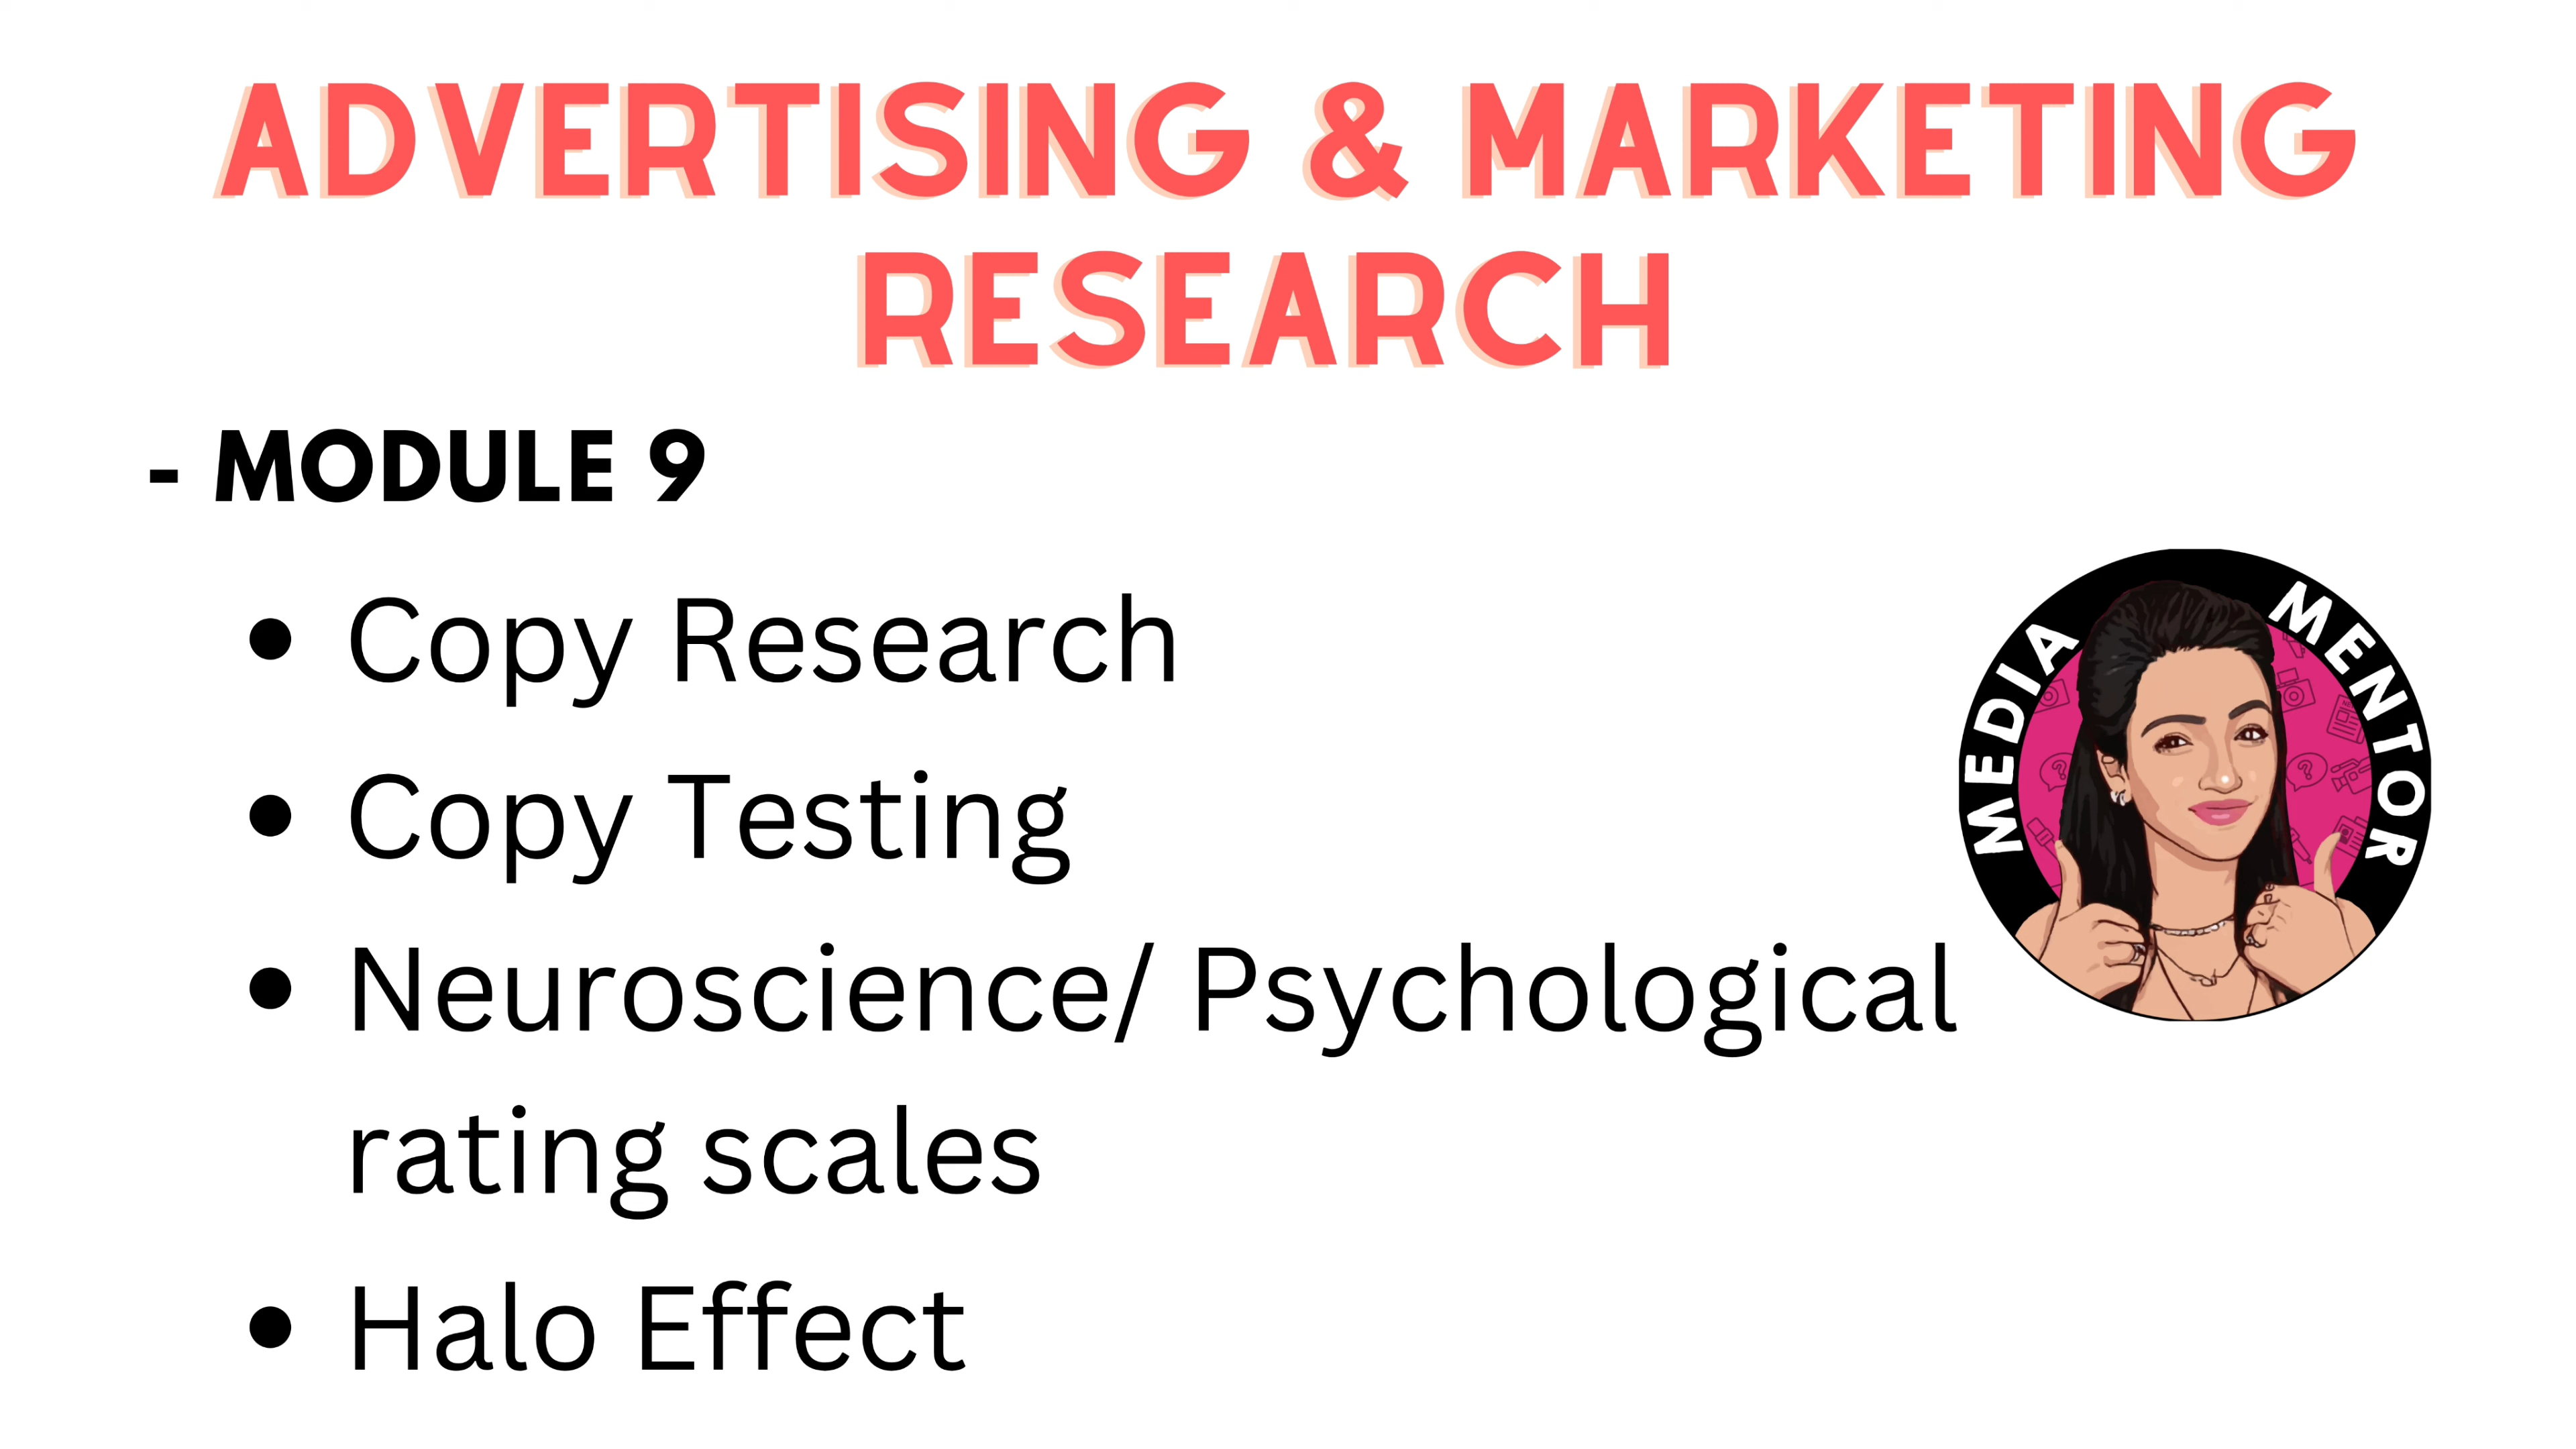 ADVERTISING & MARKETING
RESEARCH
- MODULE 9
• Copy Research
• Copy Testing
• Neuroscience/ Psychological
rating scales
• Halo Effect
MEDIA MENTOR